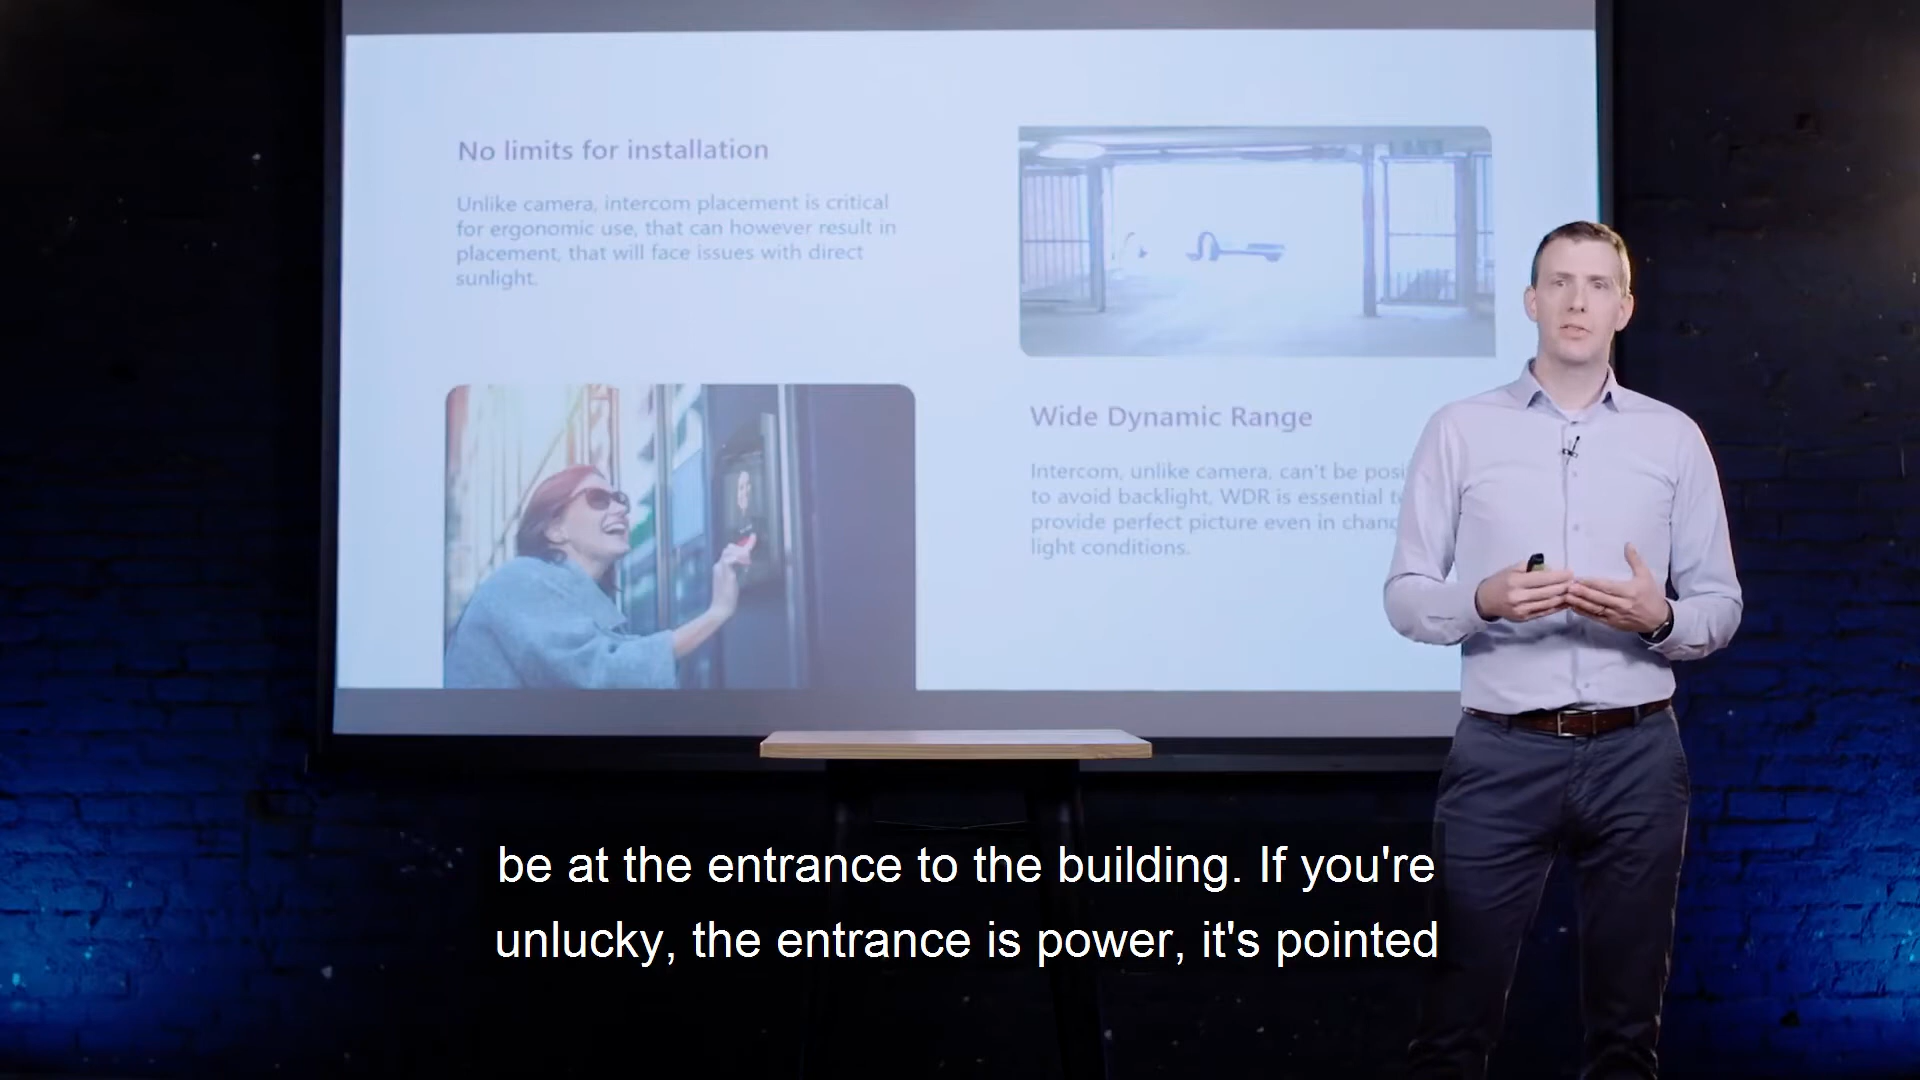 No limits for installation
Unlike camera, intercom placement is critical
for ergonomic use, that can however result in
placement, that will face issues with direct
sunlight.
Wide Dynamic Range
Intercom, unlike camera, can't be
to avoid backlight, WDR is essential
provide perfect picture even in
light conditions.
be at the entrance to the building. If you're
unlucky, the entrance is power, it's pointed